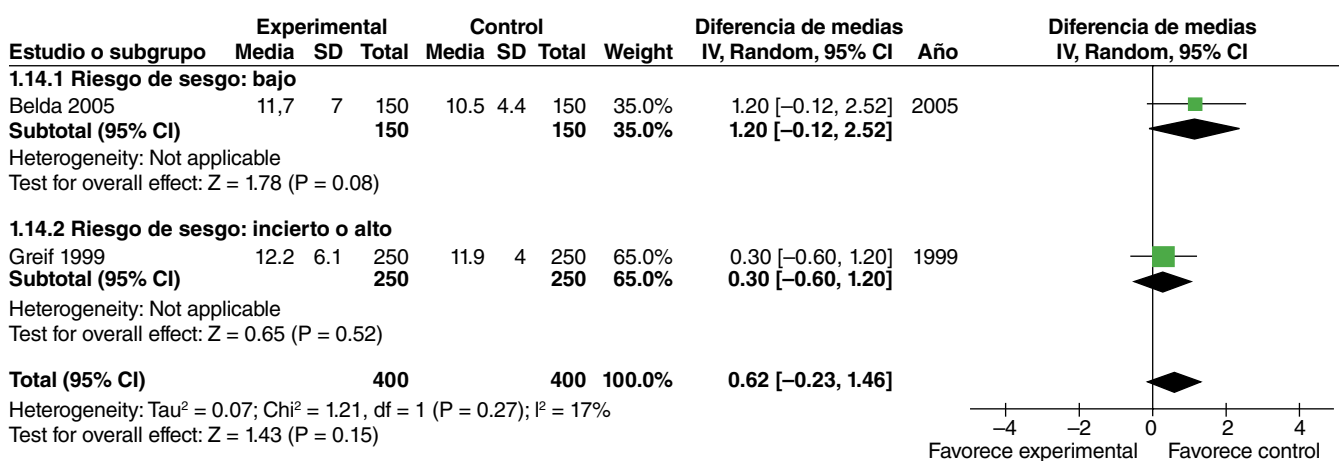 Experimental Control Diferencia de medias Diferencia de medias
Estudio o subgrupo Media SD Total Media SD Total Weight IV, Random, 95% CI Año IV, Random, 95% CI
1.14.1 Riesgo de sesgo: bajo
Belda 2005 11,7 7 150 10.5 4.4 150 35.0% 1.20 [–0.12, 2.52] 2005
Subtotal (95% CI) 150 150 35.0% 1.20 [–0.12, 2.52]
Heterogeneity: Not applicable
Test for overall effect: Z = 1.78 (P = 0.08)
1.14.2 Riesgo de sesgo: incierto o alto
Greif 1999 12.2 6.1 250 11.9 4 250 65.0% 0.30 [–0.60, 1.20] 1999
Subtotal (95% CI) 250 250 65.0% 0.30 [–0.60, 1.20]
Heterogeneity: Not applicable
Test for overall effect: Z = 0.65 (P = 0.52)
Total (95% CI) 400 400 100.0% 0.62 [–0.23, 1.46]
Heterogeneity: Tau² = 0.07; Chi² = 1.21, df = 1 (P = 0.27); I² = 17%
Test for overall effect: Z = 1.43 (P = 0.15)
–4 –2 0 2 4
Favorece experimental Favorece control